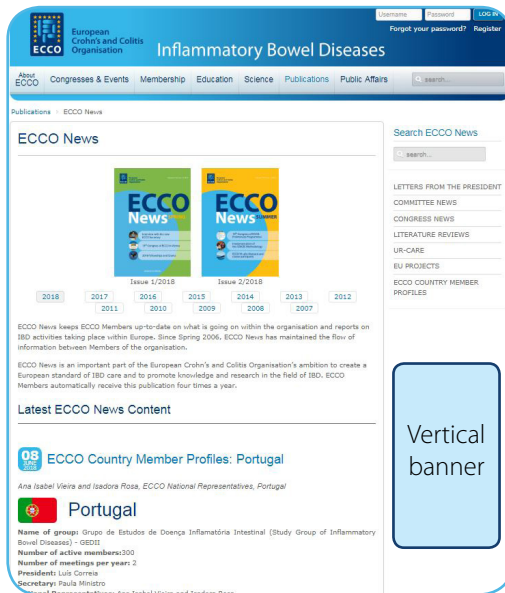 Username Password LOG IN
Forgot your password? Register
European
Crohn's and Colitis
Organisation
ECCO
Inflammatory Bowel Diseases
About ECCO Congresses & Events Membership Education Science Publications Public Affairs search...
Publications ECCO News
ECCO News
ECCO
News SPRING
ECCO
News SUMMER
Issue 1/2018 Issue 2/2018
2018 2017 2016 2015 2014 2013 2012
2011 2010 2009 2008 2007
ECCO News keeps ECCO Members up-to-date on what is going on within the organisation and reports on
IBD activities taking place within Europe. Since Spring 2006, ECCO News has maintained the flow of
information between Members of the organisation.
ECCO News is an important part of the European Crohn's and Colitis Organisation's ambition to create a
European standard of IBD care and to promote knowledge and research in the field of IBD. ECCO
Members automatically receive this publication four times a year.
Latest ECCO News Content
08
JUNE
2018
ECCO Country Member Profiles: Portugal
Ana Isabel Vieira and Isadora Rosa, ECCO National Representatives, Portugal
Portugal
Name of group: Grupo de Estudos de Doença Inflamatória Intestinal (Study Group of Inflammatory
Bowel Diseases) - GEDII
Number of active members:300
Number of meetings per year: 2
President: Luís Correia
Secretary: Paula Ministro
Search ECCO News
search...
LETTERS FROM THE PRESIDENT
COMMITTEE NEWS
CONGRESS NEWS
LITERATURE REVIEWS
UR-CARE
EU PROJECTS
ECCO COUNTRY MEMBER
PROFILES
Vertical
banner